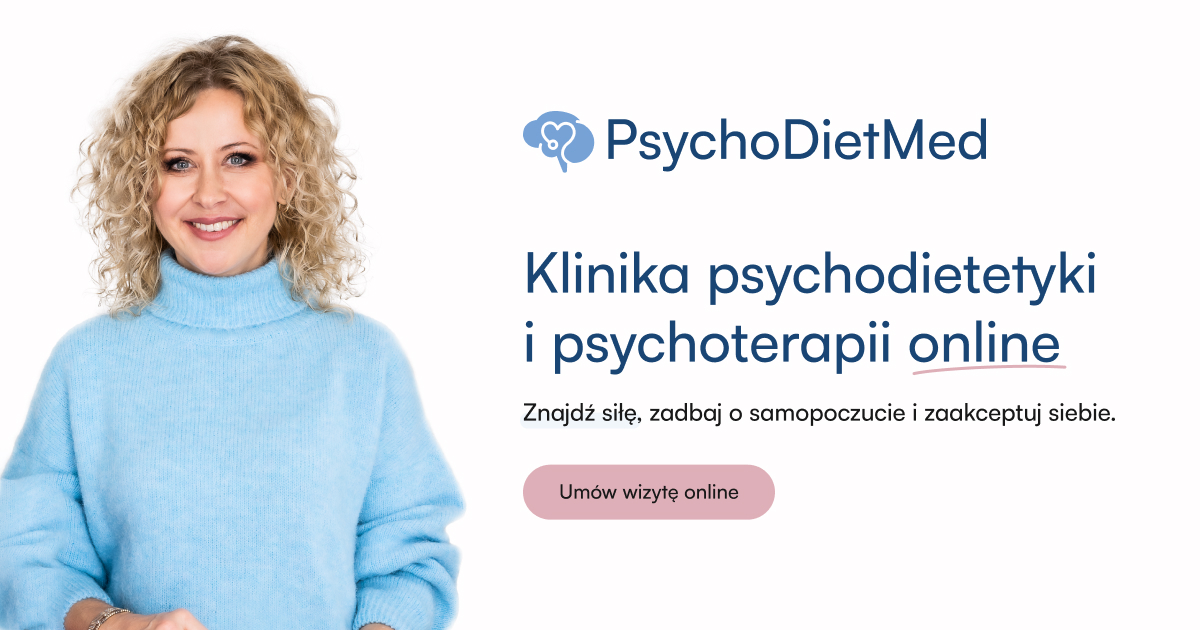 PsychoDietMed
Klinika psychodietetyki
i psychoterapii online
Znajdź siłę, zadbaj o samopoczucie i zaakceptuj siebie.
Umów wizytę online